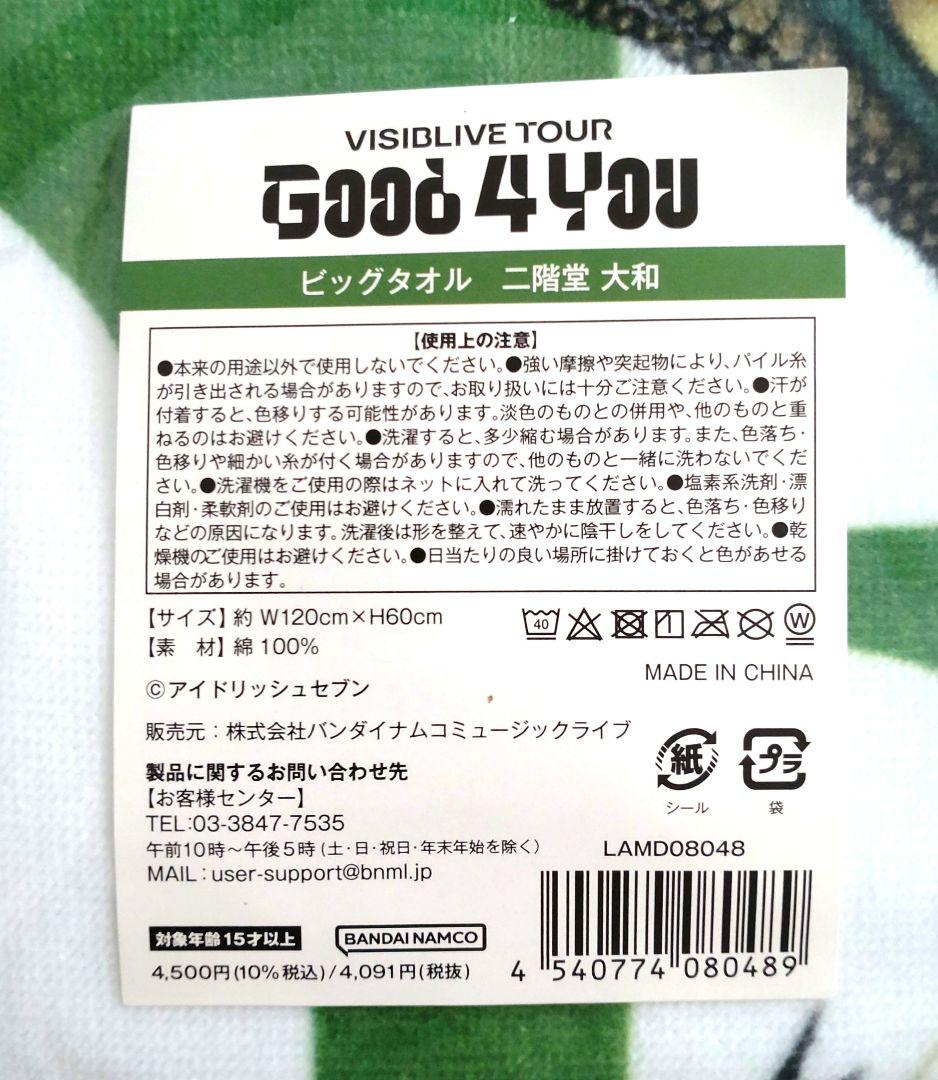 VISIBLIVE TOUR
GOOD 4 YOU
ビッグタオル 二階堂 大和
【使用上の注意】
●本来の用途以外で使用しないでください。●強い摩擦や突起物により、パイル糸
が引き出される場合がありますので、お取り扱いには十分ご注意ください。●汗が
付着すると、色移りする可能性があります。淡色のものとの併用や、他のものと重
ねるのはお避けください。●洗濯すると、多少縮む場合があります。また、色落ち・
色移りや細かい糸が付く場合がありますので、他のものと一緒に洗わないでくだ
さい。●洗濯機をご使用の際はネットに入れて洗ってください。●塩素系洗剤・漂
白剤・柔軟剤のご使用はお避けください。●濡れたまま放置すると、色落ち・色移り
などの原因になります。洗濯後は形を整えて、速やかに陰干しをしてください。●乾
燥機のご使用はお避けください。●日当たりの良い場所に掛けておくと色があせる
場合があります。
【サイズ】約 W120cm×H60cm
【素 材】綿 100%
40 W
MADE IN CHINA
©アイドリッシュセブン
販売元：株式会社バンダイナムコミュージックライブ
紙 プラ
シール 袋
製品に関するお問い合わせ先
【お客様センター】
TEL:03-3847-7535
午前10時～午後5時（土・日・祝日・年末年始を除く）
MAIL：user-support@bnml.jp
LAMD08048
対象年齢15才以上
BANDAI NAMCO
4,500円(10%税込)/4,091円(税抜)
4 540774 080489